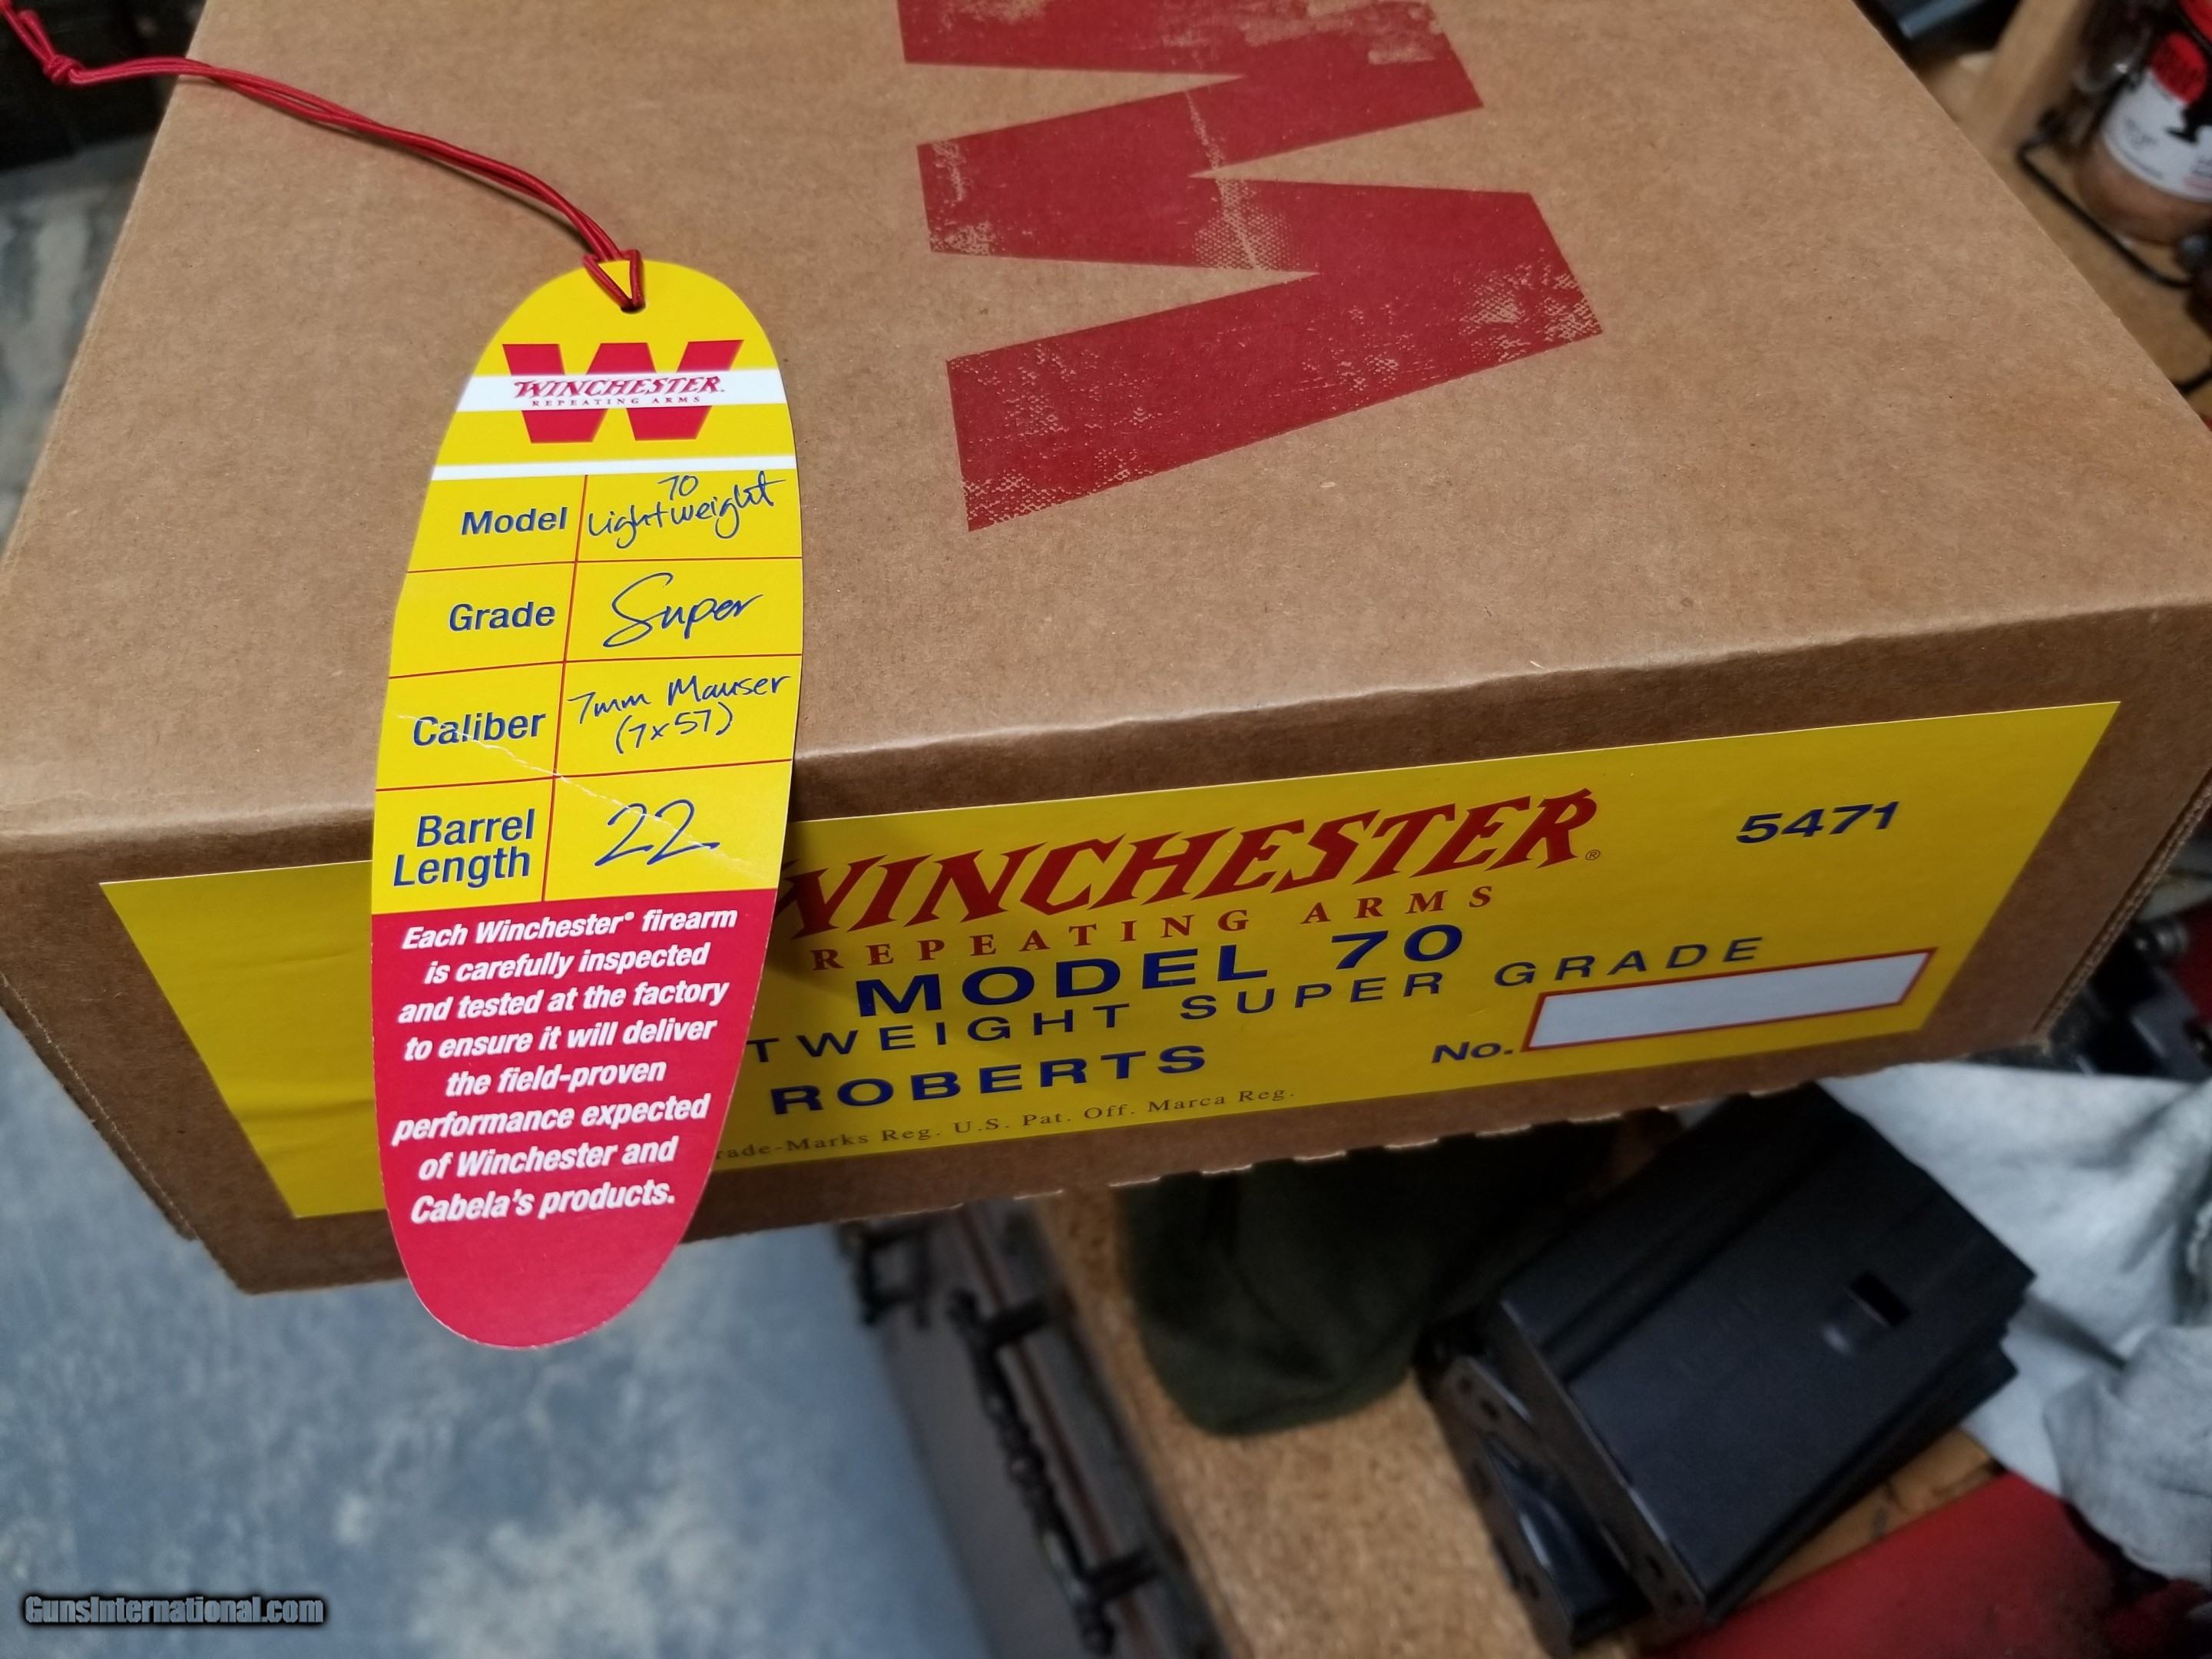 WINCHESTER
REPEATING ARMS
Model 70 Lightweight
Grade Super
Caliber 7mm Mauser (7x57)
Barrel Length 22
Each Winchester® firearm
is carefully inspected
and tested at the factory
to ensure it will deliver
the field-proven
performance expected
of Winchester and
Cabela's products.
WINCHESTER®
REPEATING ARMS
5471
MODEL 70
TWEIGHT SUPER GRADE
ROBERTS
No.
rade-Marks Reg. U.S. Pat. Off. Marca Reg.
GunsInternational.com